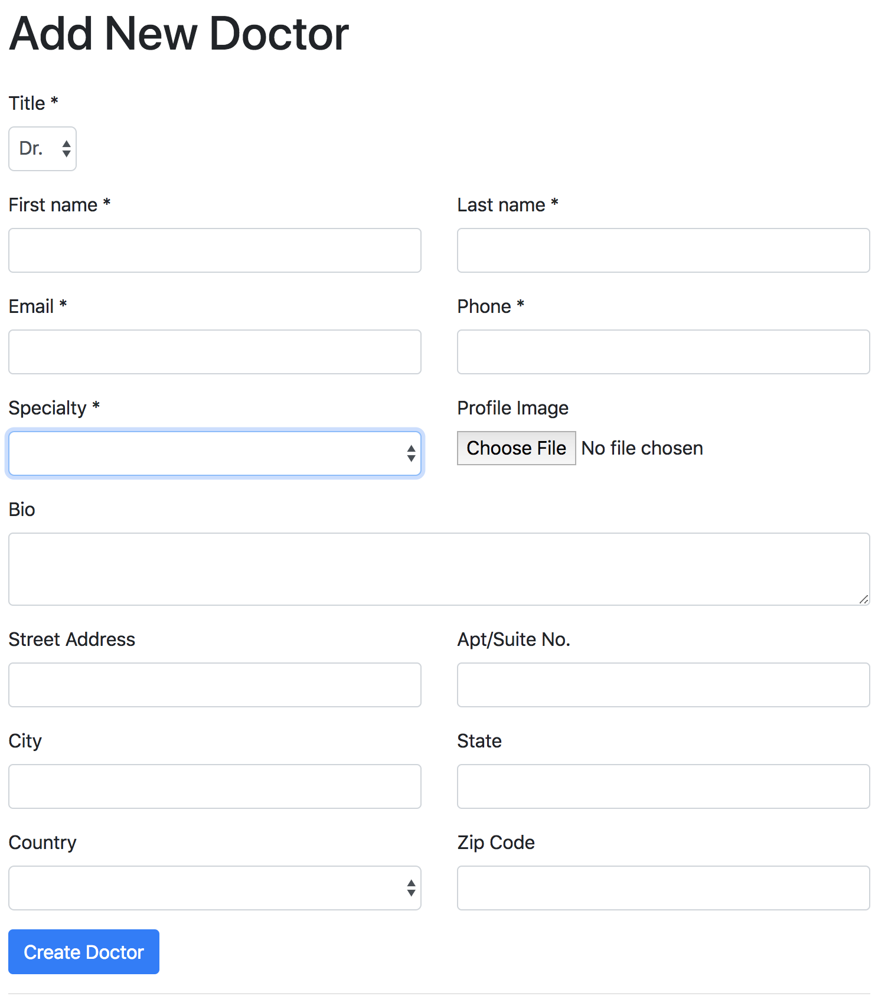 Add New Doctor
Title *
Dr.
First name *
Last name *
Email *
Phone *
Specialty *
Profile Image
Choose File No file chosen
Bio
Street Address
Apt/Suite No.
City
State
Country
Zip Code
Create Doctor